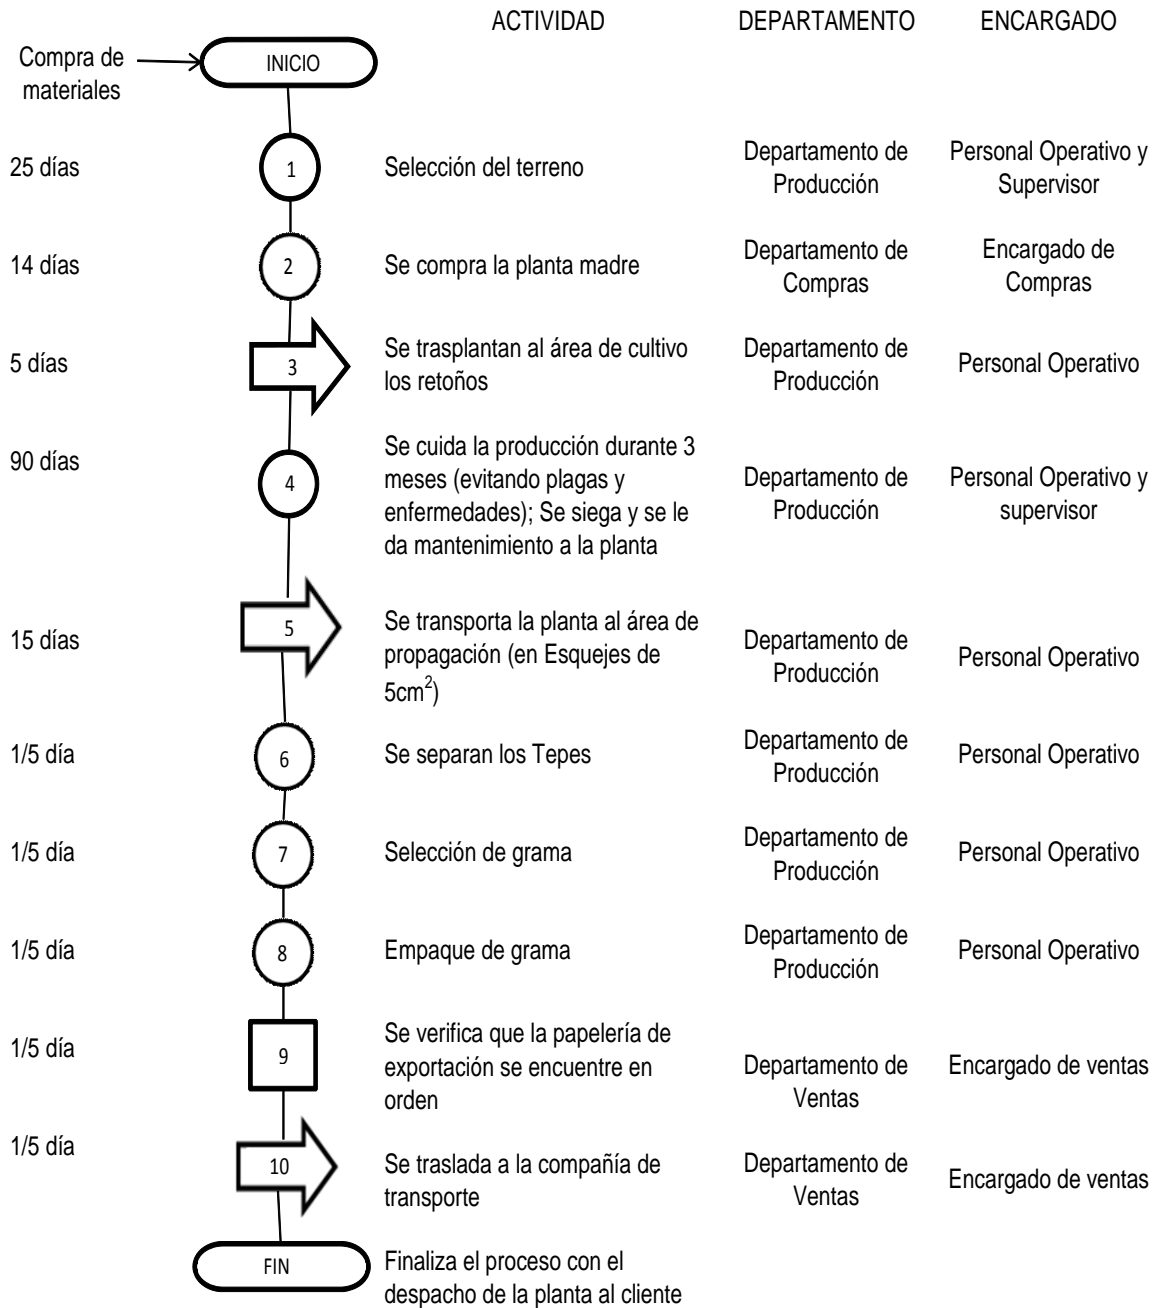 ACTIVIDAD DEPARTAMENTO ENCARGADO
Compra de
materiales
INICIO
25 días
1
Selección del terreno
Departamento de
Producción
Personal Operativo y
Supervisor
14 días
2
Se compra la planta madre
Departamento de
Compras
Encargado de
Compras
5 días
3
Se trasplantan al área de cultivo
los retoños
Departamento de
Producción
Personal Operativo
90 días
4
Se cuida la producción durante 3
meses (evitando plagas y
enfermedades); Se siega y se le
da mantenimiento a la planta
Departamento de
Producción
Personal Operativo y
supervisor
15 días
5
Se transporta la planta al área de
propagación (en Esquejes de
5cm²)
Departamento de
Producción
Personal Operativo
1/5 día
6
Se separan los Tepes
Departamento de
Producción
Personal Operativo
1/5 día
7
Selección de grama
Departamento de
Producción
Personal Operativo
1/5 día
8
Empaque de grama
Departamento de
Producción
Personal Operativo
1/5 día
9
Se verifica que la papelería de
exportación se encuentre en
orden
Departamento de
Ventas
Encargado de ventas
1/5 día
10
Se traslada a la compañía de
transporte
Departamento de
Ventas
Encargado de ventas
FIN
Finaliza el proceso con el
despacho de la planta al cliente